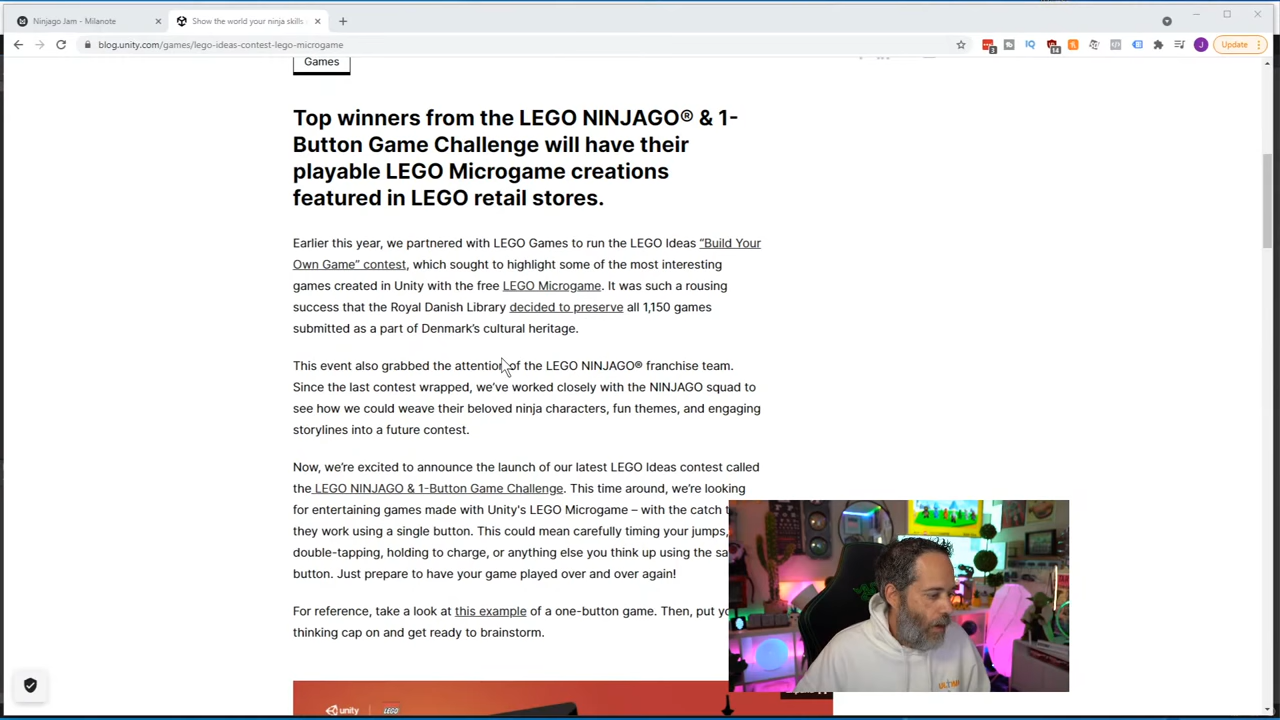 Ninjago Jam - Milanote
Show the world your ninja skills
blog.unity.com/games/lego-ideas-contest-lego-microgame
Update
Games
Top winners from the LEGO NINJAGO® & 1-
Button Game Challenge will have their
playable LEGO Microgame creations
featured in LEGO retail stores.
Earlier this year, we partnered with LEGO Games to run the LEGO Ideas “Build Your
Own Game” contest, which sought to highlight some of the most interesting
games created in Unity with the free LEGO Microgame. It was such a rousing
success that the Royal Danish Library decided to preserve all 1,150 games
submitted as a part of Denmark’s cultural heritage.
This event also grabbed the attention of the LEGO NINJAGO® franchise team.
Since the last contest wrapped, we’ve worked closely with the NINJAGO squad to
see how we could weave their beloved ninja characters, fun themes, and engaging
storylines into a future contest.
Now, we’re excited to announce the launch of our latest LEGO Ideas contest called
the LEGO NINJAGO & 1-Button Game Challenge. This time around, we’re looking
for entertaining games made with Unity's LEGO Microgame – with the catch
they work using a single button. This could mean carefully timing your jumps,
double-tapping, holding to charge, or anything else you think up using the
button. Just prepare to have your game played over and over again!
For reference, take a look at this example of a one-button game. Then, put
thinking cap on and get ready to brainstorm.
unity LEGO